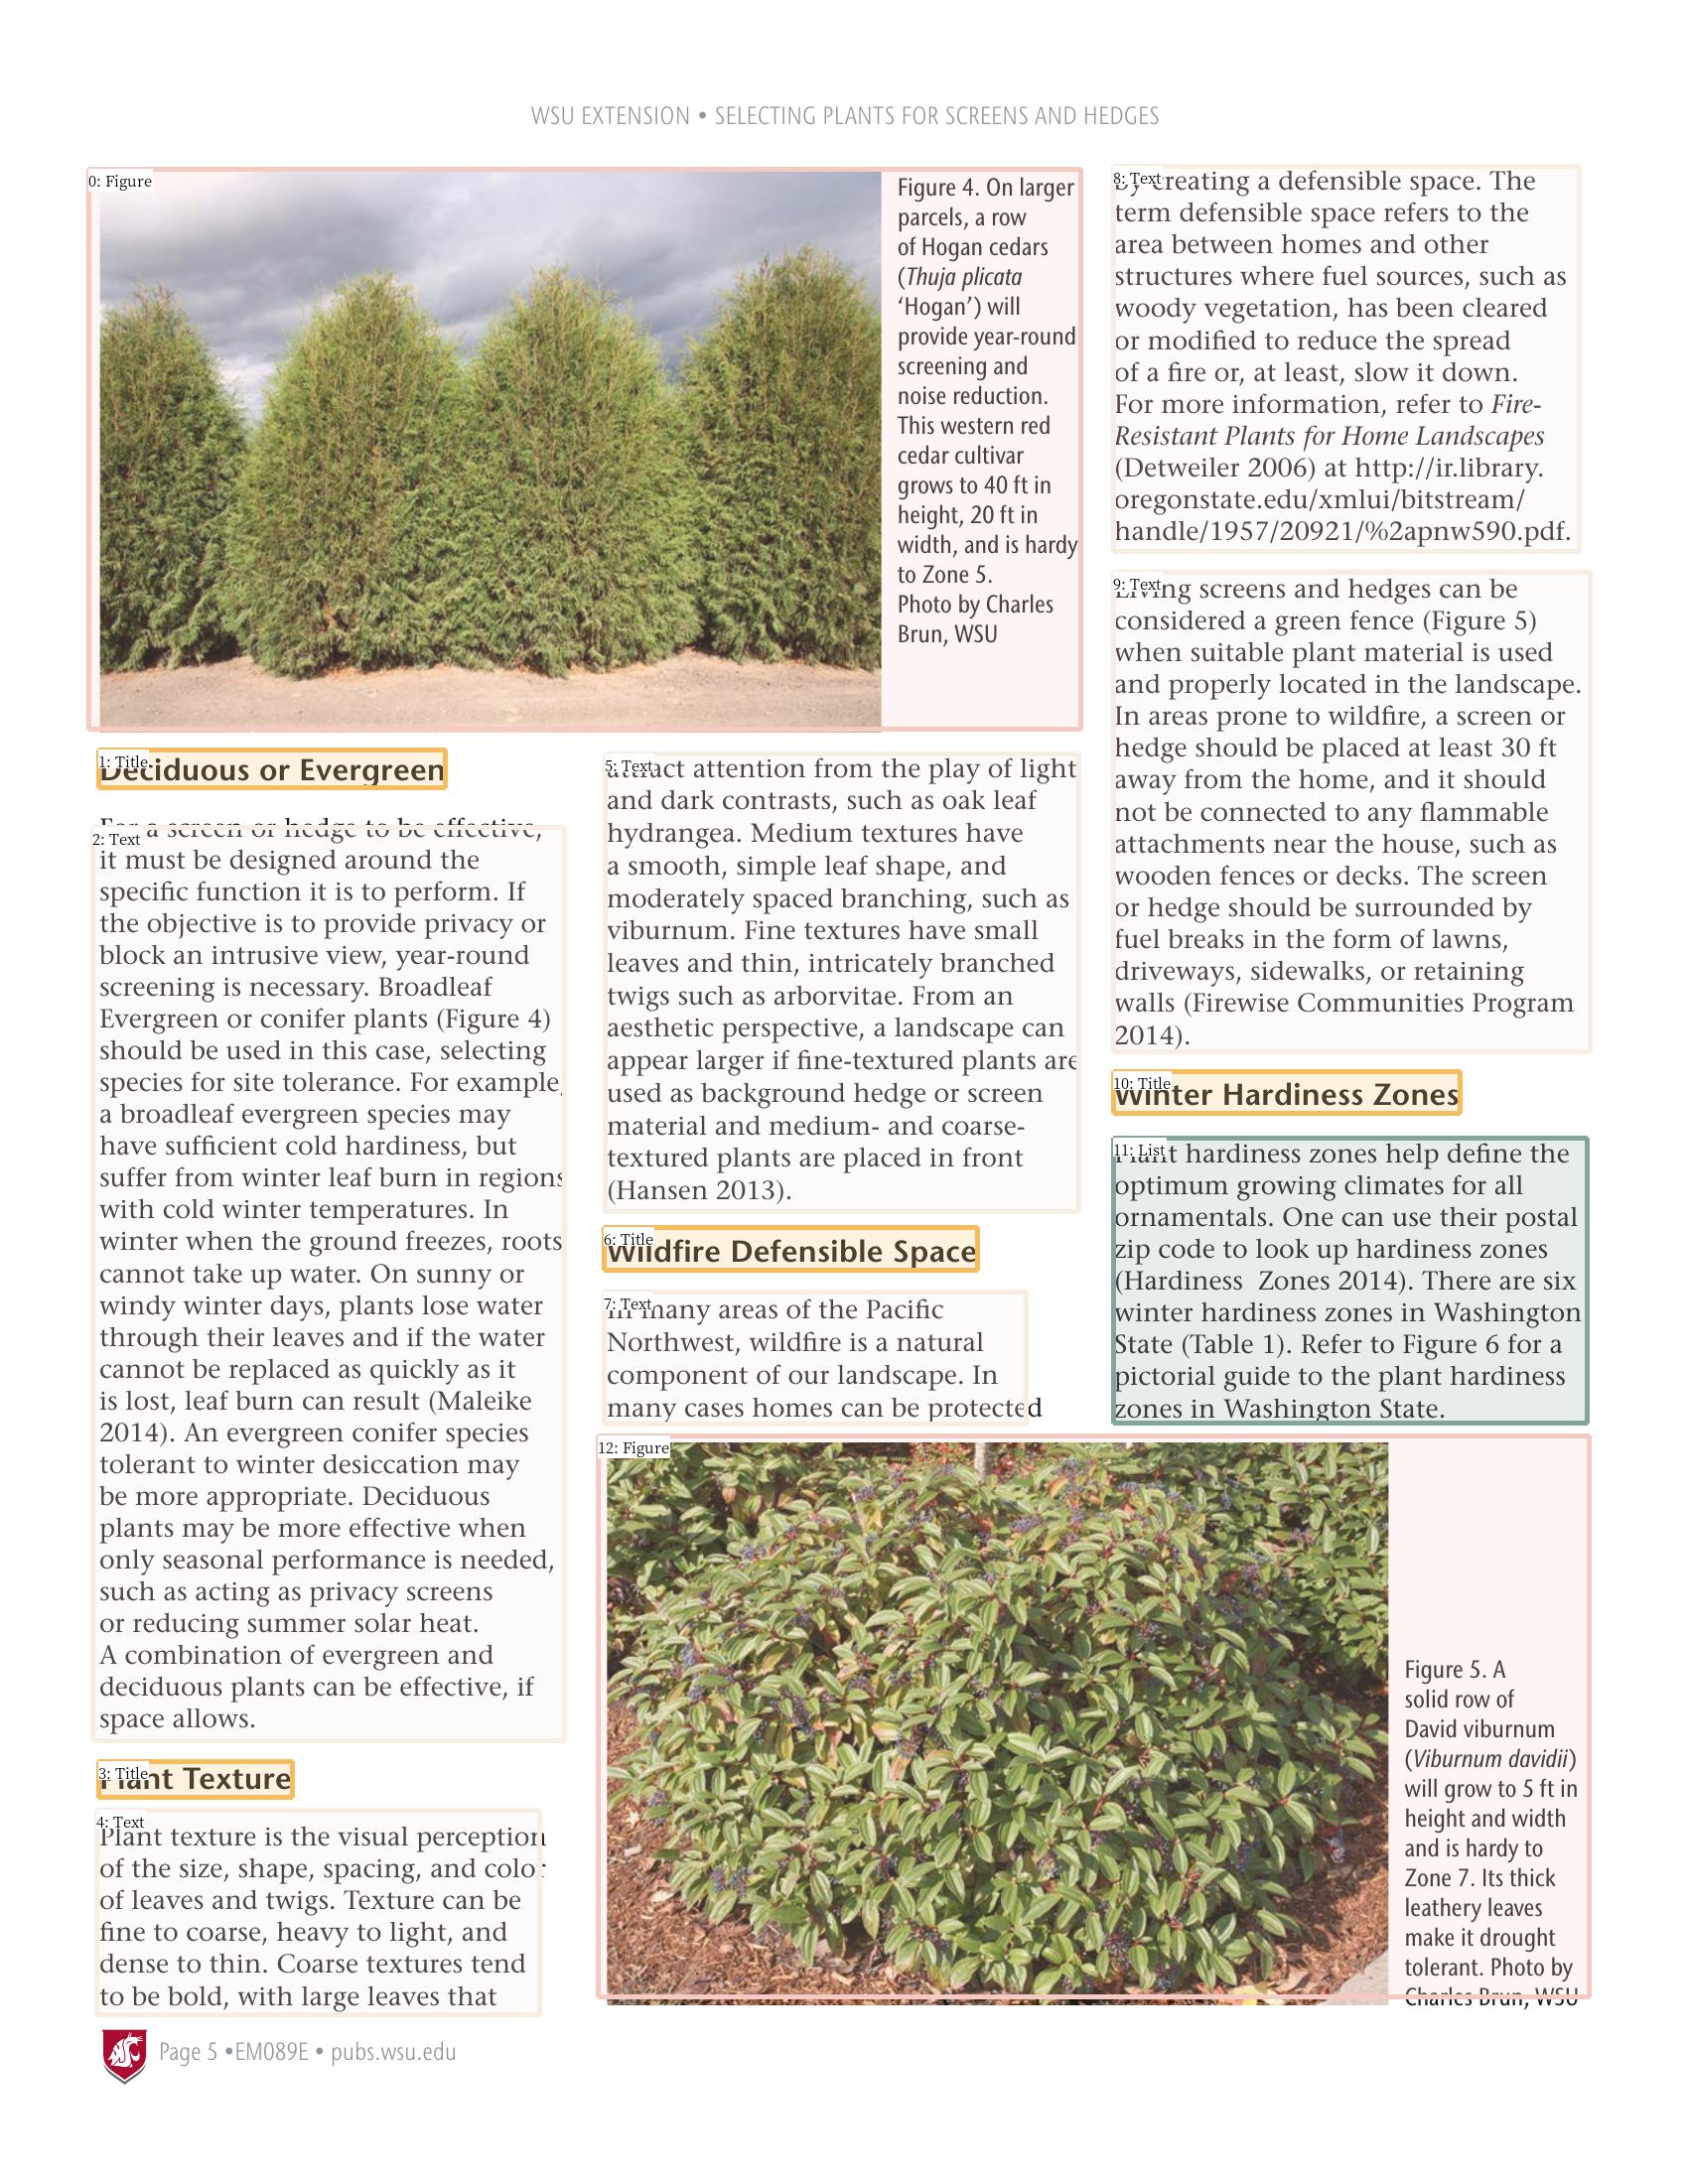 WSU EXTENSION • SELECTING PLANTS FOR SCREENS AND HEDGES
0: Figure
Figure 4. On larger
parcels, a row
of Hogan cedars
(Thuja plicata
‘Hogan’) will
provide year-round
screening and
noise reduction.
This western red
cedar cultivar
grows to 40 ft in
height, 20 ft in
width, and is hardy
to Zone 5.
Photo by Charles
Brun, WSU
1: Title
Deciduous or Evergreen
2: Text
For a screen or hedge to be effective,
it must be designed around the
specific function it is to perform. If
the objective is to provide privacy or
block an intrusive view, year-round
screening is necessary. Broadleaf
Evergreen or conifer plants (Figure 4)
should be used in this case, selecting
species for site tolerance. For example,
a broadleaf evergreen species may
have sufficient cold hardiness, but
suffer from winter leaf burn in regions
with cold winter temperatures. In
winter when the ground freezes, roots
cannot take up water. On sunny or
windy winter days, plants lose water
through their leaves and if the water
cannot be replaced as quickly as it
is lost, leaf burn can result (Maleike
2014). An evergreen conifer species
tolerant to winter desiccation may
be more appropriate. Deciduous
plants may be more effective when
only seasonal performance is needed,
such as acting as privacy screens
or reducing summer solar heat.
A combination of evergreen and
deciduous plants can be effective, if
space allows.
3: Title
Plant Texture
4: Text
Plant texture is the visual perception
of the size, shape, spacing, and color
of leaves and twigs. Texture can be
fine to coarse, heavy to light, and
dense to thin. Coarse textures tend
to be bold, with large leaves that
5: Text
attract attention from the play of light
and dark contrasts, such as oak leaf
hydrangea. Medium textures have
a smooth, simple leaf shape, and
moderately spaced branching, such as
viburnum. Fine textures have small
leaves and thin, intricately branched
twigs such as arborvitae. From an
aesthetic perspective, a landscape can
appear larger if fine-textured plants are
used as background hedge or screen
material and medium- and coarse-
textured plants are placed in front
(Hansen 2013).
6: Title
Wildfire Defensible Space
7: Text
In many areas of the Pacific
Northwest, wildfire is a natural
component of our landscape. In
many cases homes can be protected
8: Text
by creating a defensible space. The
term defensible space refers to the
area between homes and other
structures where fuel sources, such as
woody vegetation, has been cleared
or modified to reduce the spread
of a fire or, at least, slow it down.
For more information, refer to Fire-
Resistant Plants for Home Landscapes
(Detweiler 2006) at http://ir.library.
oregonstate.edu/xmlui/bitstream/
handle/1957/20921/%2apnw590.pdf.
9: Text
Living screens and hedges can be
considered a green fence (Figure 5)
when suitable plant material is used
and properly located in the landscape.
In areas prone to wildfire, a screen or
hedge should be placed at least 30 ft
away from the home, and it should
not be connected to any flammable
attachments near the house, such as
wooden fences or decks. The screen
or hedge should be surrounded by
fuel breaks in the form of lawns,
driveways, sidewalks, or retaining
walls (Firewise Communities Program
2014).
10: Title
Winter Hardiness Zones
11: List
Plant hardiness zones help define the
optimum growing climates for all
ornamentals. One can use their postal
zip code to look up hardiness zones
(Hardiness Zones 2014). There are six
winter hardiness zones in Washington
State (Table 1). Refer to Figure 6 for a
pictorial guide to the plant hardiness
zones in Washington State.
12: Figure
Figure 5. A
solid row of
David viburnum
(Viburnum davidii)
will grow to 5 ft in
height and width
and is hardy to
Zone 7. Its thick
leathery leaves
make it drought
tolerant. Photo by
Charles Brun, WSU
Page 5 •EM089E • pubs.wsu.edu